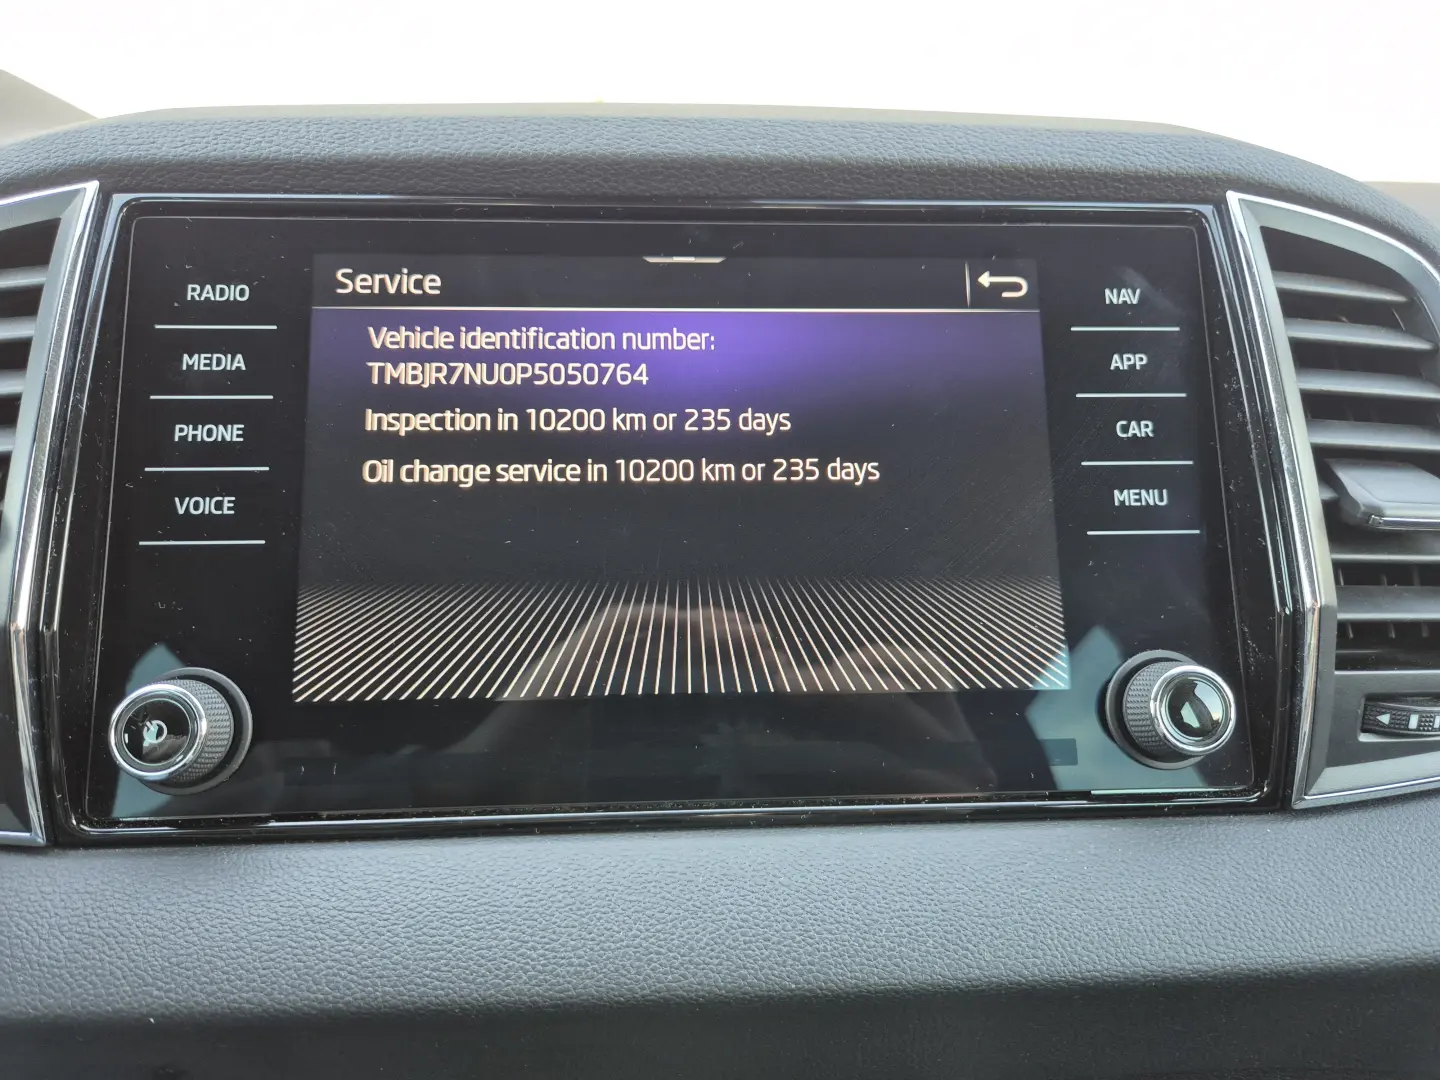 Service
RADIO
MEDIA
PHONE
VOICE
Vehicle identification number:
TMBJR7NU0P5050764
Inspection in 10200 km or 235 days
Oil change service in 10200 km or 235 days
NAV
APP
CAR
MENU